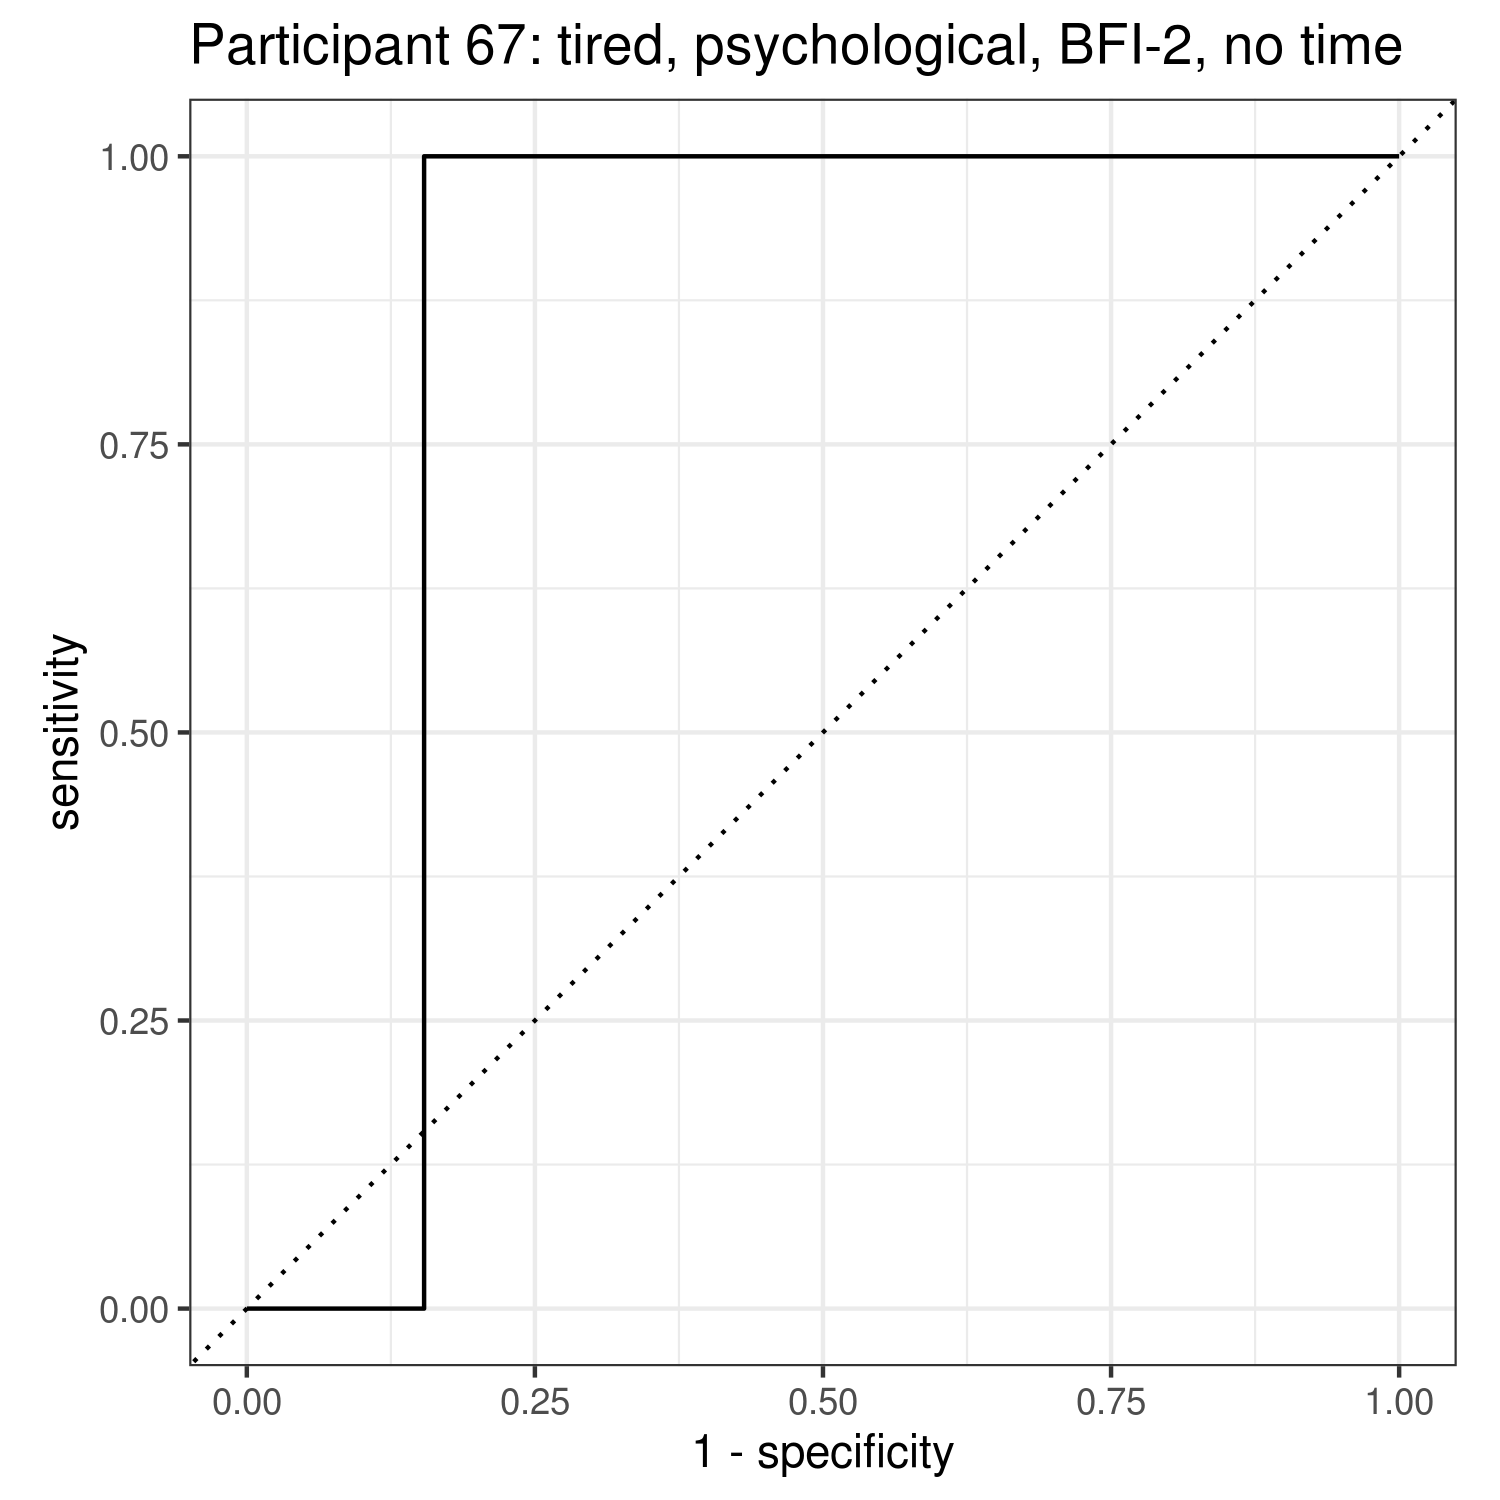 Participant 67: tired, psychological, BFI-2, no time
1.00
0.75
0.50
0.25
0.00
sensitivity
0.00 0.25 0.50 0.75 1.00
1 - specificity